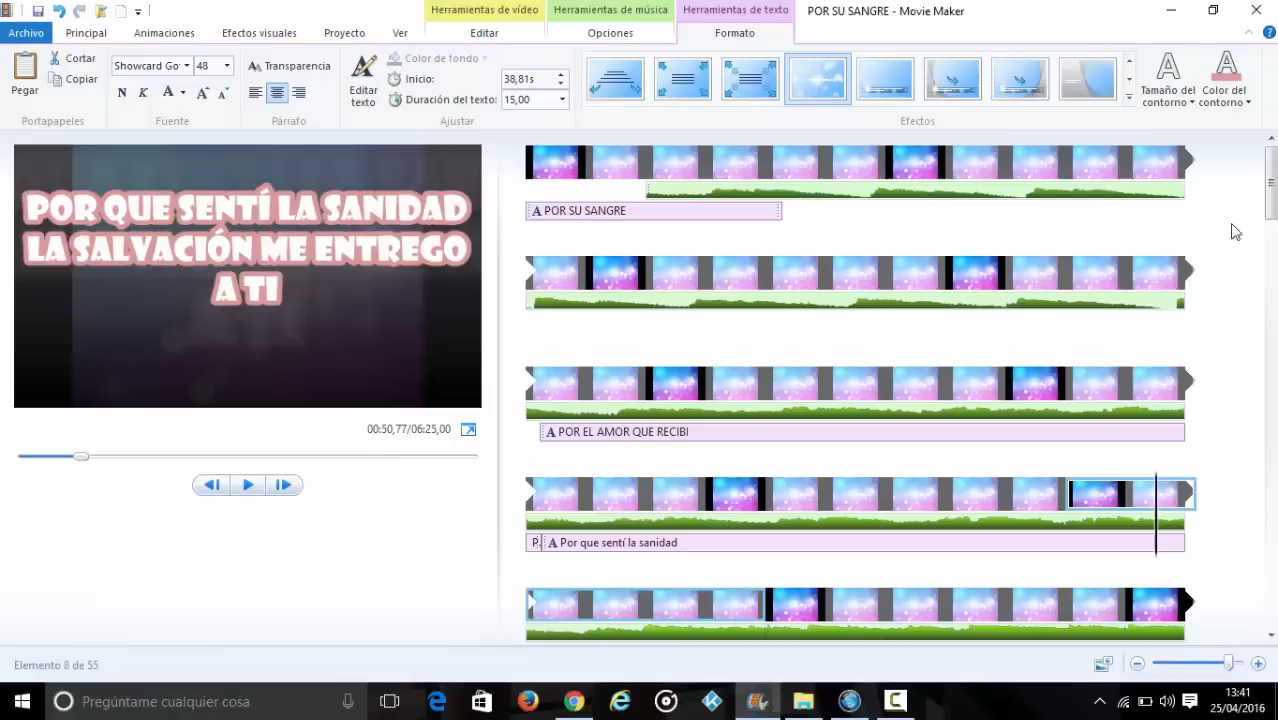 Herramientas de vídeo Herramientas de música Herramientas de texto POR SU SANGRE - Movie Maker
Archivo Principal Animaciones Efectos visuales Proyecto Ver Editar Opciones Formato
Pegar
Cortar
Copiar
Portapapeles
Showcard Go 48
N K A A A
Fuente
Transparencia
Párrafo
Editar texto
Color de fondo
Inicio: 38,81s
Duración del texto: 15,00
Ajustar
Efectos
Tamaño del contorno
Color del contorno
POR QUE SENTÍ LA SANIDAD
LA SALVACIÓN ME ENTREGO
A TI
00:50,77/06:25,00
A POR SU SANGRE
A POR EL AMOR QUE RECIBI
P. A Por que sentí la sanidad
Elemento 8 de 55
Pregúntame cualquier cosa
13:41
25/04/2016